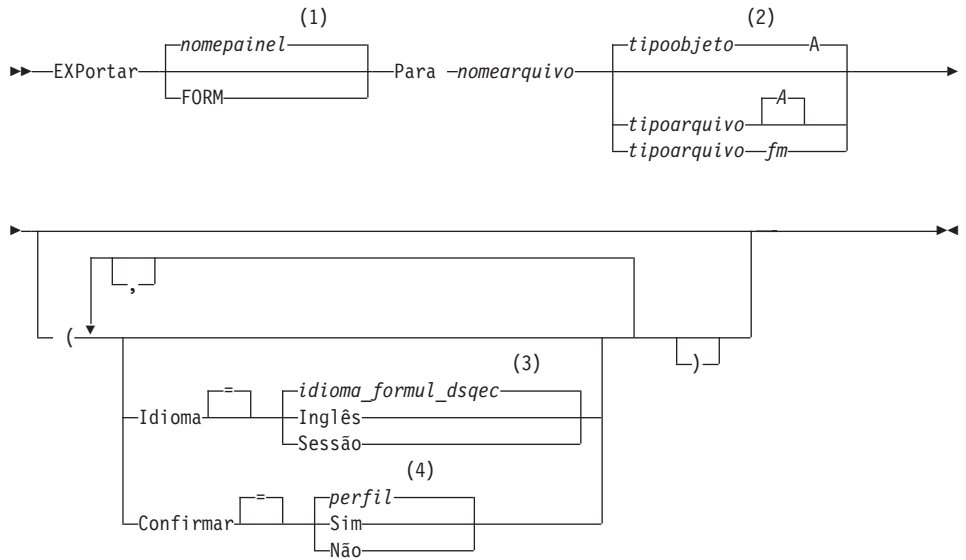 (1) (2)
nomepainel tipoobjeto A
EXPortar Para nomearquivo
FORM A
tipoarquivo
tipoarquivo fm
,
( )
(3)
= idioma_formul_dsqec
Idioma Inglês
Sessão
(4)
= perfil
Confirmar Sim
Não